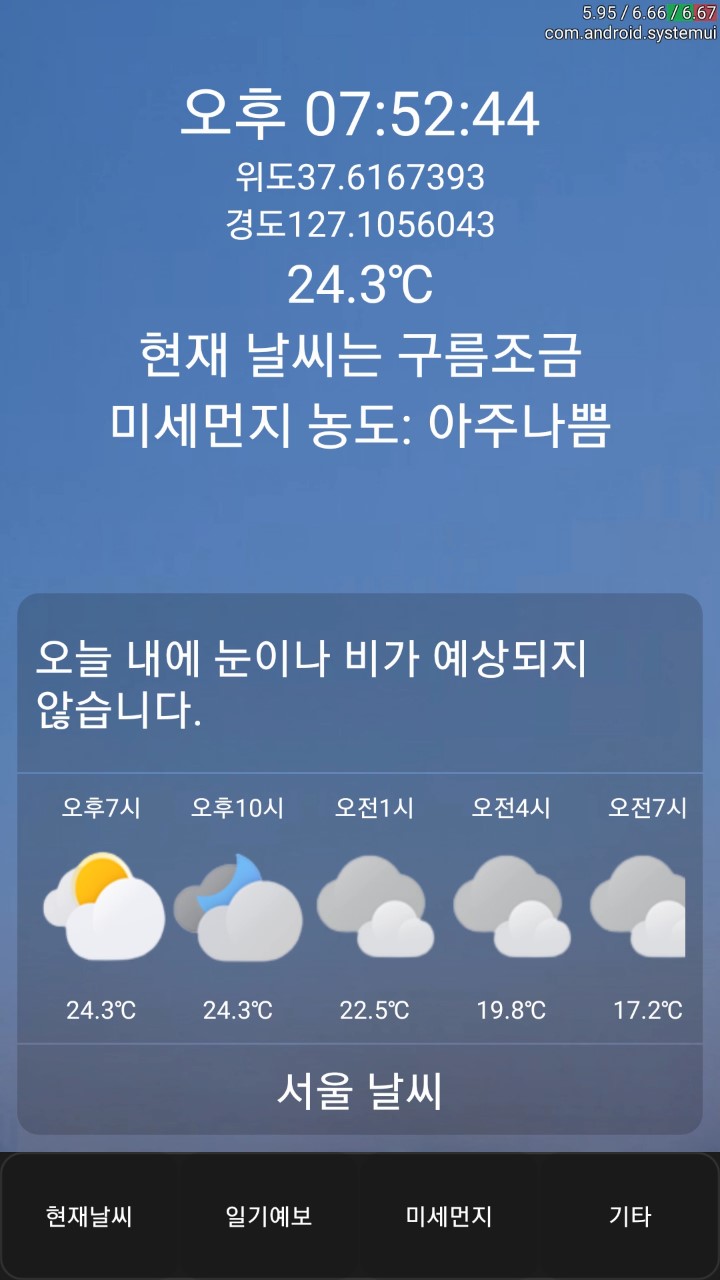 5.95 / 6.66 / 6.67
com.android.systemui
오후 07:52:44
위도37.6167393
경도127.1056043
24.3℃
현재 날씨는 구름조금
미세먼지 농도: 아주나쁨
오늘 내에 눈이나 비가 예상되지
않습니다.
오후7시 오후10시 오전1시 오전4시 오전7시
24.3℃ 24.3℃ 22.5℃ 19.8℃ 17.2℃
서울 날씨
현재날씨 일기예보 미세먼지 기타